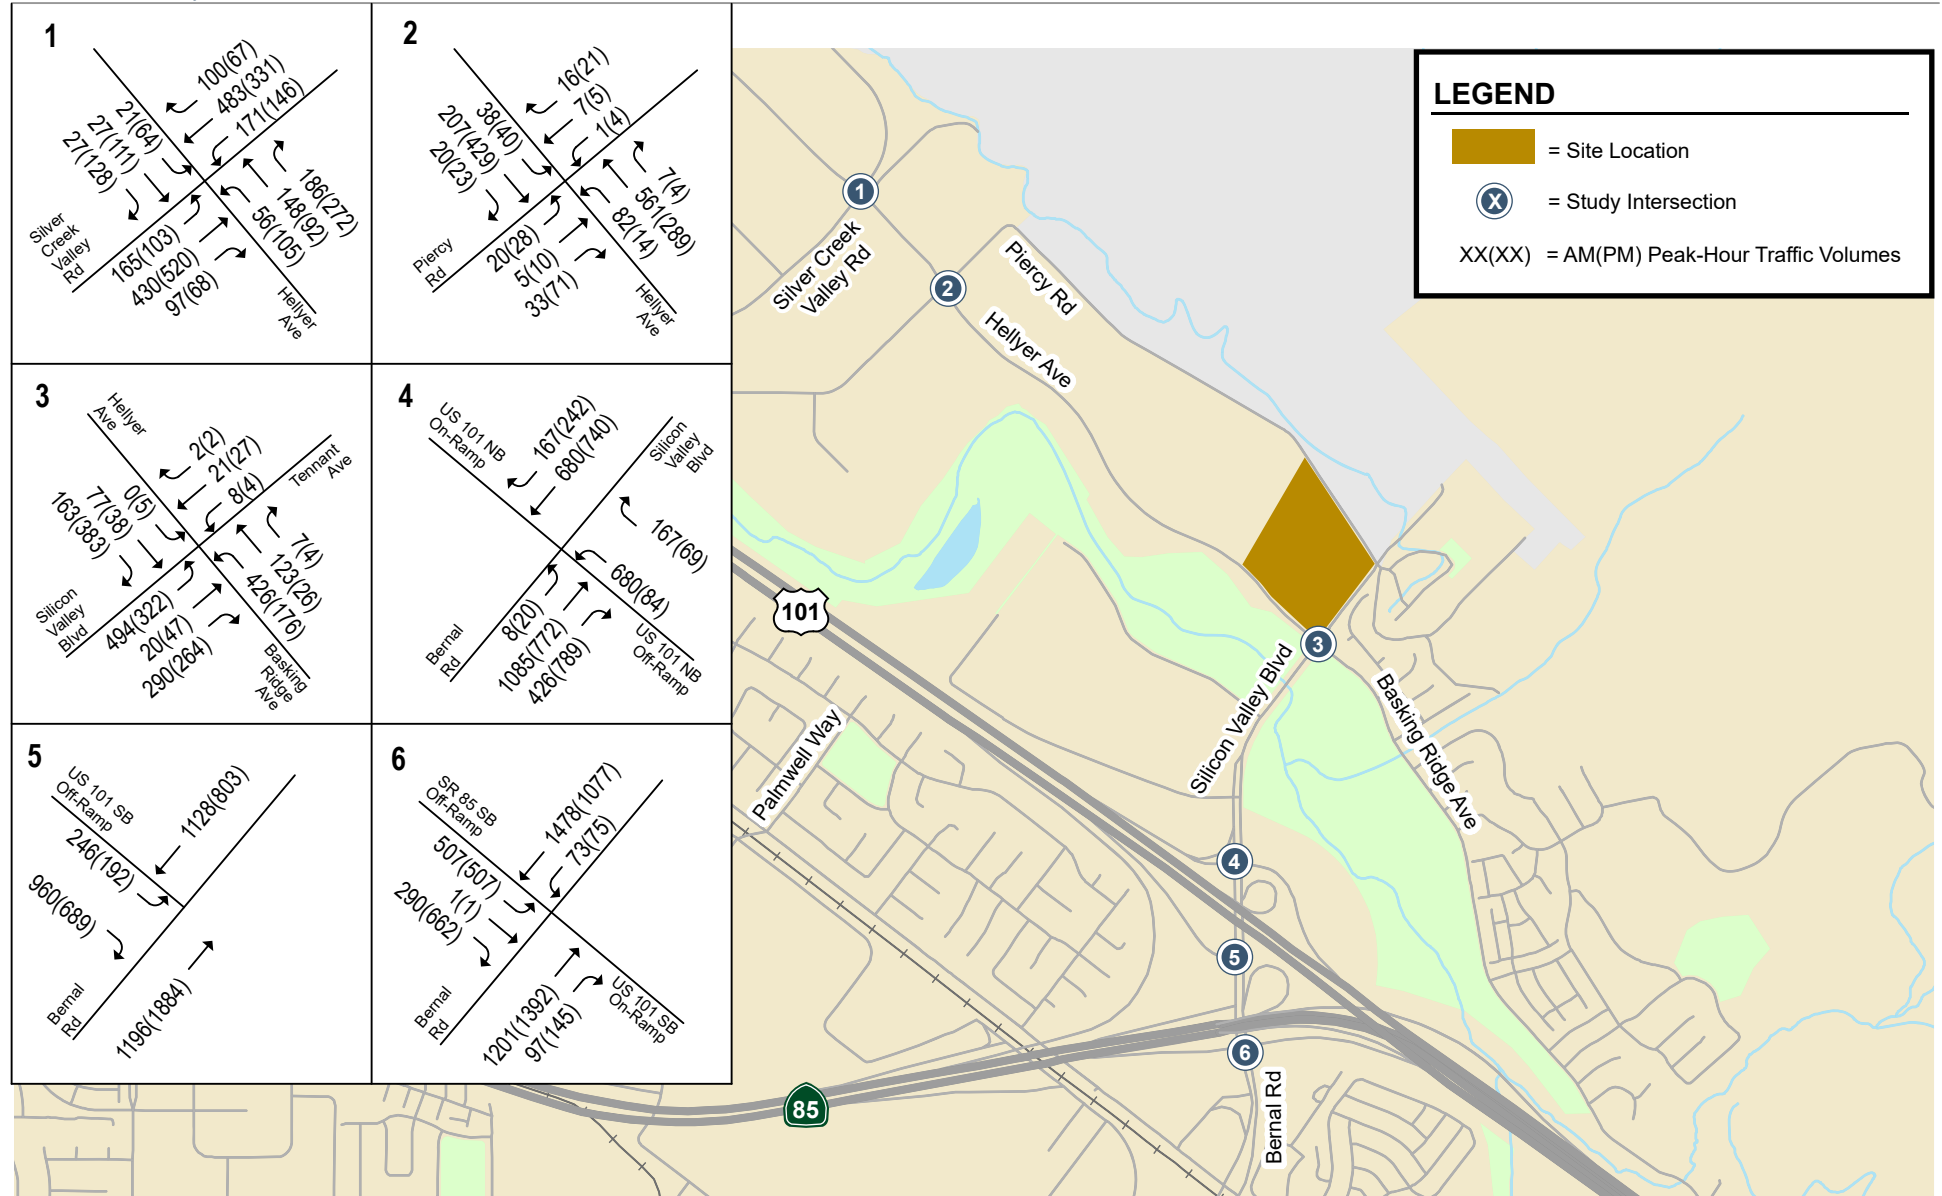 1
100(67)
483(331)
171(146)
21(64)
27(111)
27(128)
186(272)
148(92)
56(105)
165(103)
430(520)
97(68)
Silver
Creek
Valley
Rd
Hellyer
Ave
2
16(21)
7(5)
1(4)
38(40)
207(429)
20(23)
7(4)
561(289)
82(14)
20(28)
5(10)
33(71)
Piercy
Rd
Hellyer
Ave
3
Hellyer
Ave
2(2)
21(27)
8(4)
Tennant
Ave
0(5)
77(38)
163(383)
7(4)
123(26)
426(176)
494(322)
20(47)
290(264)
Silicon
Valley
Blvd
Basking
Ridge
Ave
4
US 101 NB
On-Ramp
167(242)
680(740)
Silicon
Valley
Blvd
167(69)
680(84)
8(20)
1085(772)
426(789)
Bernal
Rd
US 101 NB
Off-Ramp
5
US 101 SB
Off-Ramp
1128(803)
246(192)
960(689)
1196(1884)
Bernal
Rd
6
SR 85 SB
Off-Ramp
1478(1077)
73(75)
507(507)
1(1)
290(662)
1201(1392)
97(145)
Bernal
Rd
US 101 SB
On-Ramp
LEGEND
= Site Location
X = Study Intersection
XX(XX) = AM(PM) Peak-Hour Traffic Volumes
1
Silver Creek
Valley Rd
2
Piercy Rd
Hellyer Ave
101
3
Silicon Valley Blvd
Basking Ridge Ave
Palmwell Way
4
5
6
85
Bernal Rd